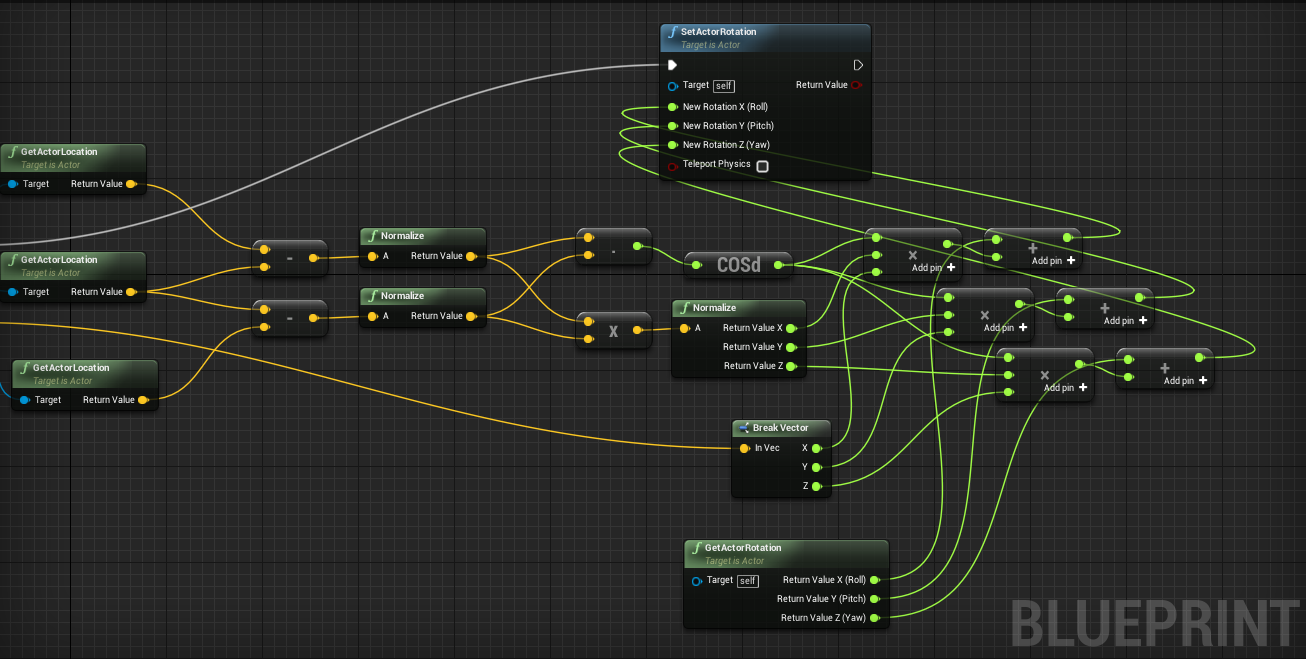 SetActorRotation
Target is Actor
Target self Return Value
New Rotation X (Roll)
New Rotation Y (Pitch)
New Rotation Z (Yaw)
Teleport Physics
GetActorLocation
Target is Actor
Target Return Value
GetActorLocation
Target is Actor
Target Return Value
GetActorLocation
Target is Actor
Target Return Value
-
-
Normalize
A Return Value
Normalize
A Return Value
.
X
COSd
Normalize
A Return Value X
Return Value Y
Return Value Z
×
Add pin +
+
Add pin +
×
Add pin +
+
Add pin +
×
Add pin +
+
Add pin +
Break Vector
In Vec X
Y
Z
GetActorRotation
Target is Actor
Target self Return Value X (Roll)
Return Value Y (Pitch)
Return Value Z (Yaw)
BLUEPRINT